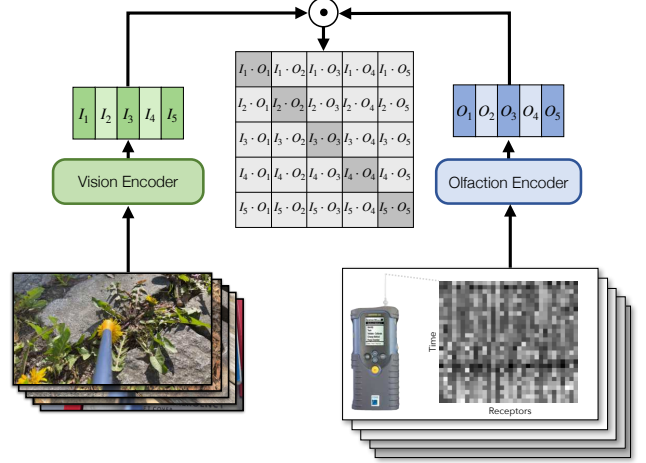 I1 I2 I3 I4 I5
Vision Encoder
I1 · O1 I1 · O2 I1 · O3 I1 · O4 I1 · O5
I2 · O1 I2 · O2 I2 · O3 I2 · O4 I2 · O5
I3 · O1 I3 · O2 I3 · O3 I3 · O4 I3 · O5
I4 · O1 I4 · O2 I4 · O3 I4 · O4 I4 · O5
I5 · O1 I5 · O2 I5 · O3 I5 · O4 I5 · O5
O1 O2 O3 O4 O5
Olfaction Encoder
Time
Receptors